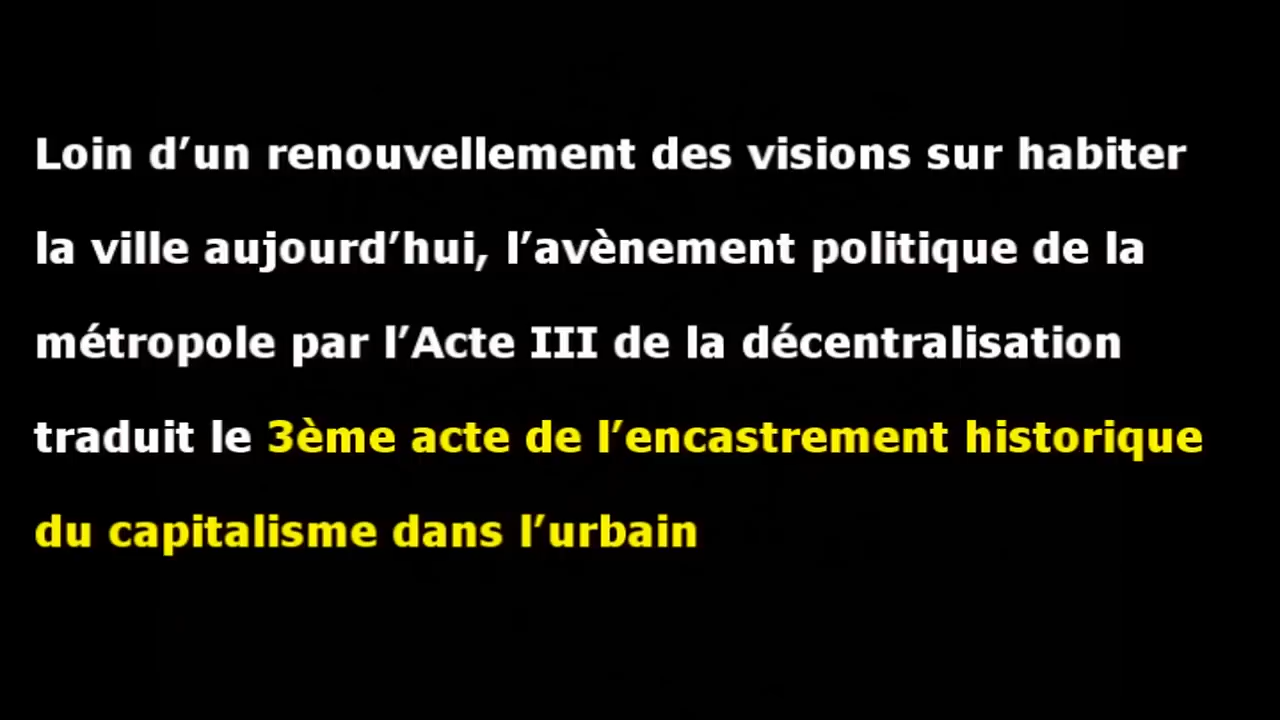 Loin d’un renouvellement des visions sur habiter
la ville aujourd’hui, l’avènement politique de la
métropole par l’Acte III de la décentralisation
traduit le 3ème acte de l’encastrement historique
du capitalisme dans l’urbain